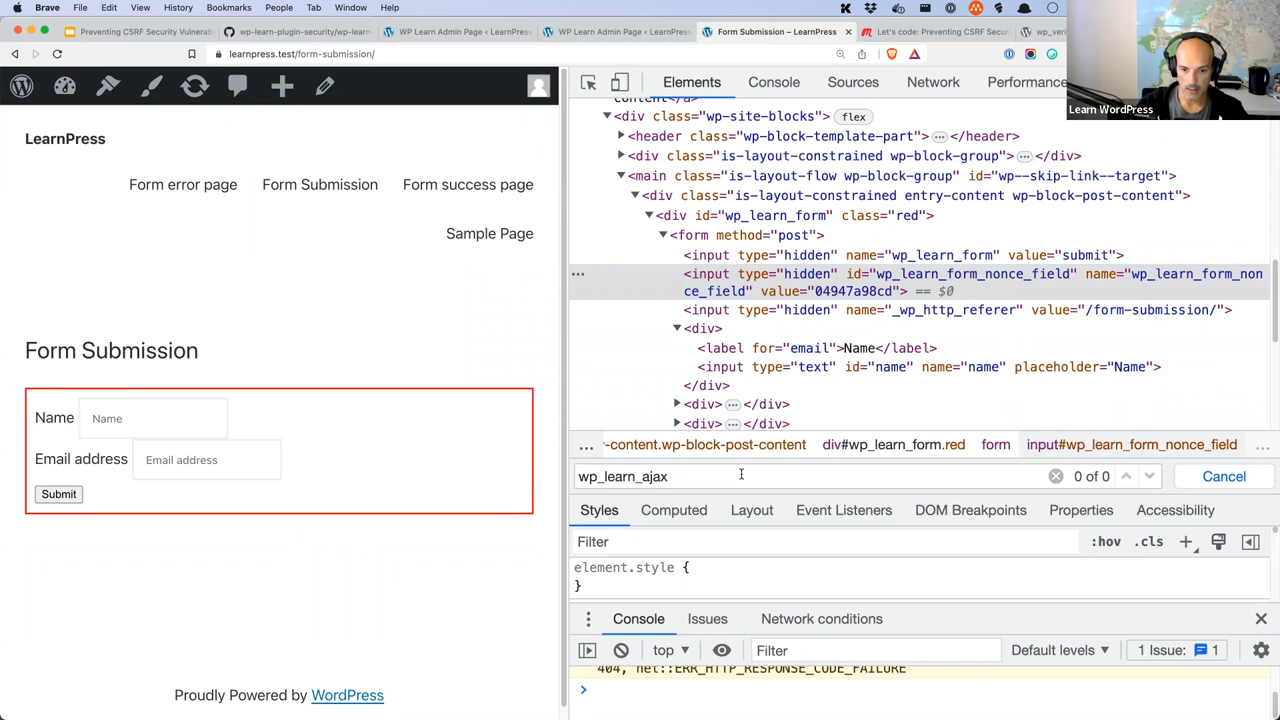 Brave File Edit View History Bookmarks People Tab Window Help
Preventing CSRF Security Vulnerab
wp-learn-plugin-security/wp-learn-
WP Learn Admin Page ‹ LearnPress
WP Learn Admin Page ‹ LearnPress
Form Submission – LearnPress
Let's code: Preventing CSRF Secur
wp_veri
learnpress.test/form-submission/
Learn WordPress
LearnPress
Form error page Form Submission Form success page
Sample Page
Form Submission
Name Name
Email address Email address
Submit
Proudly Powered by WordPress
Elements Console Sources Network Performance
content</a>
<div class="wp-site-blocks"> flex
<header class="wp-block-template-part"> … </header>
<div class="is-layout-constrained wp-block-group"> … </div>
<main class="is-layout-flow wp-block-group" id="wp--skip-link--target">
<div class="is-layout-constrained entry-content wp-block-post-content">
<div id="wp_learn_form" class="red">
<form method="post">
<input type="hidden" name="wp_learn_form" value="submit">
<input type="hidden" id="wp_learn_form_nonce_field" name="wp_learn_form_non
ce_field" value="04947a98cd"> == $0
<input type="hidden" name="_wp_http_referer" value="/form-submission/">
<div>
<label for="email">Name</label>
<input type="text" id="name" name="name" placeholder="Name">
</div>
<div> … </div>
<div> … </div>
… r-content.wp-block-post-content div#wp_learn_form.red form input#wp_learn_form_nonce_field …
wp_learn_ajax 0 of 0 Cancel
Styles Computed Layout Event Listeners DOM Breakpoints Properties Accessibility
Filter :hov .cls
element.style {
}
Console Issues Network conditions
top Filter Default levels 1 Issue: 1
404, net::ERR_HTTP_RESPONSE_CODE_FAILURE